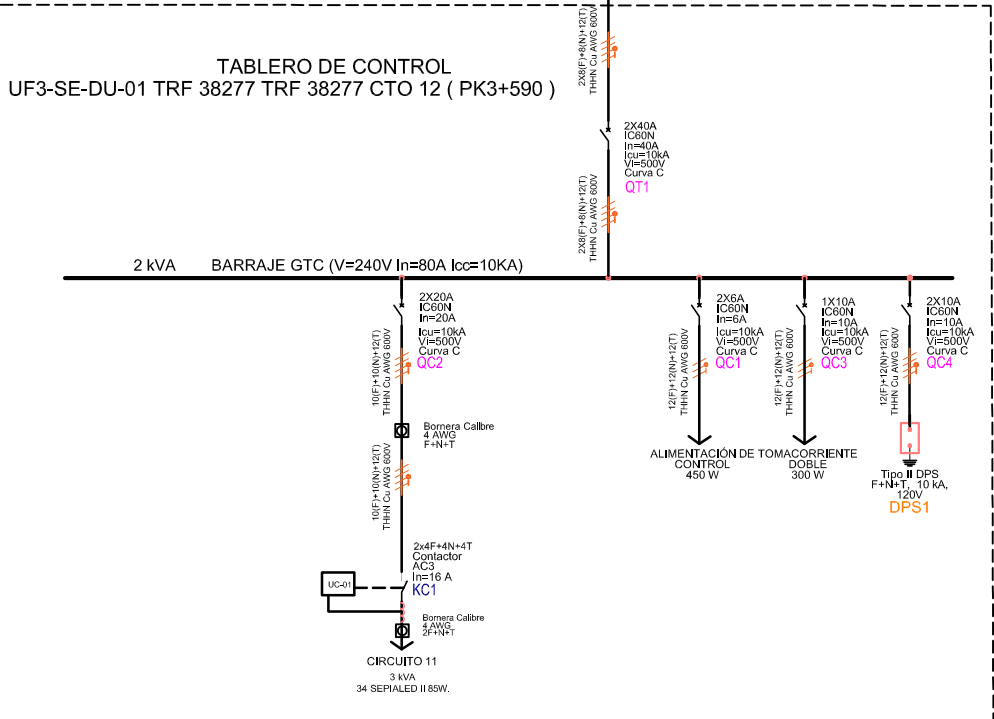 2X8(F)+8(N)+12(T)
THHN Cu AWG 600V
TABLERO DE CONTROL
UF3-SE-DU-01 TRF 38277 TRF 38277 CTO 12 ( PK3+590 )
2X40A
IC60N
In=40A
Icu=10kA
Vi=500V
Curva C
QT1
2X8(F)+8(N)+12(T)
THHN Cu AWG 600V
2 kVA
BARRAJE GTC (V=240V In=80A Icc=10KA)
2X20A
IC60N
In=20A
Icu=10kA
Vi=500V
Curva C
QC2
10(F)+10(N)+12(T)
THHN Cu AWG 600V
Bornera Calibre
4 AWG
F+N+T
10(F)+10(N)+12(T)
THHN Cu AWG 600V
2x4F+4N+4T
Contactor
AC3
In=16 A
KC1
UC-01
Bornera Calibre
4 AWG
2F+N+T
CIRCUITO 11
3 kVA
34 SEPIALED II 85W.
2X6A
IC60N
In=6A
Icu=10kA
Vi=500V
Curva C
QC1
12(F)+12(N)+12(T)
THHN Cu AWG 600V
ALIMENTACIÓN DE
CONTROL
450 W
1X10A
IC60N
In=10A
Icu=10kA
Vi=500V
Curva C
QC3
12(F)+12(N)+12(T)
THHN Cu AWG 600V
TOMACORRIENTE
DOBLE
300 W
2X10A
IC60N
In=10A
Icu=10kA
Vi=500V
Curva C
QC4
12(F)+12(N)+12(T)
THHN Cu AWG 600V
Tipo II DPS
F+N+T, 10 kA,
120V
DPS1